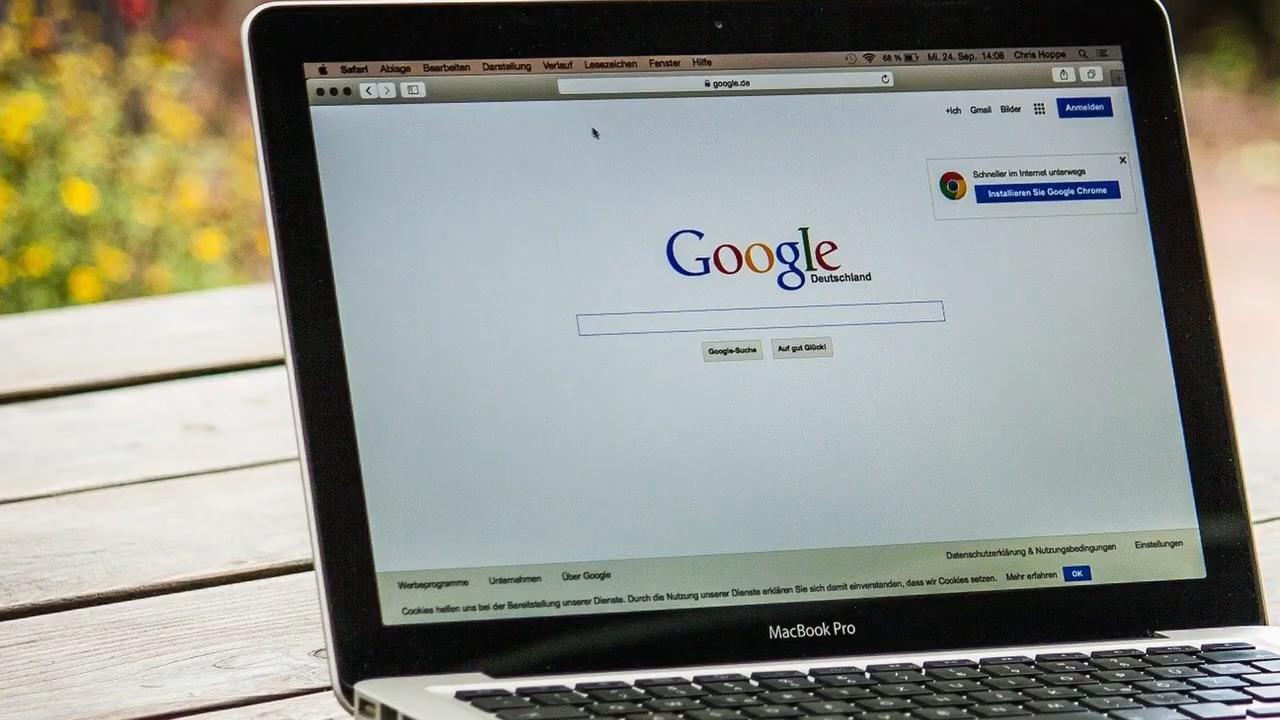 Safari Ablage Bearbeiten Darstellung Verlauf Lesezeichen Fenster Hilfe 68 % Mi. 24. Sep. 14:08 Chris Hoppe
google.de
+Ich Gmail Bilder Anmelden
Schneller im Internet unterwegs
Installieren Sie Google Chrome
Google
Deutschland
Google-Suche Auf gut Glück!
Datenschutzerklärung & Nutzungsbedingungen Einstellungen
Werbeprogramme Unternehmen Über Google
Cookies helfen uns bei der Bereitstellung unserer Dienste. Durch die Nutzung unserer Dienste erklären Sie sich damit einverstanden, dass wir Cookies setzen. Mehr erfahren OK
MacBook Pro